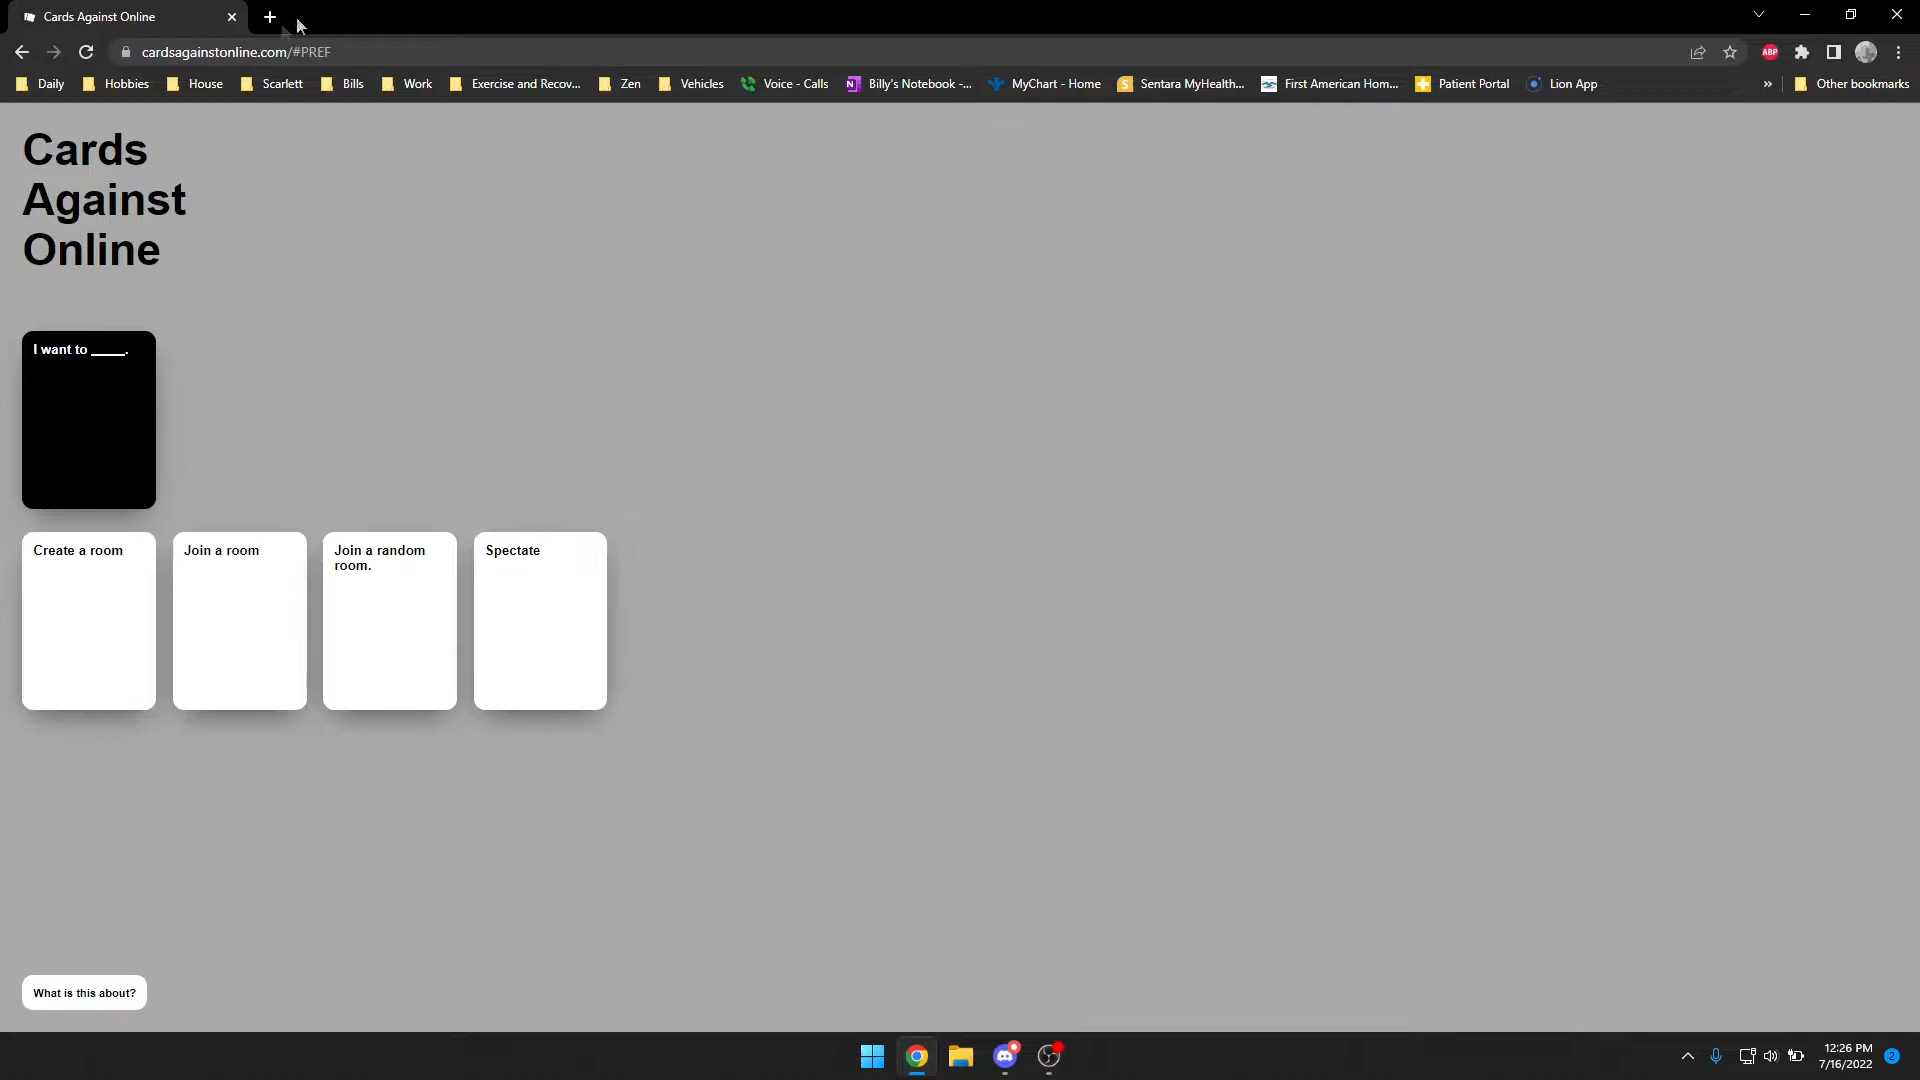 Cards Against Online
cardsagainstonline.com/#PREF
ABP
Daily
Hobbies
House
Scarlett
Bills
Work
Exercise and Recov...
Zen
Vehicles
Voice - Calls
Billy's Notebook -...
MyChart - Home
Sentara MyHealth...
First American Hom...
Patient Portal
Lion App
»
Other bookmarks
Cards
Against
Online
I want to _____.
Create a room
Join a room
Join a random
room.
Spectate
What is this about?
12:26 PM
7/16/2022
2